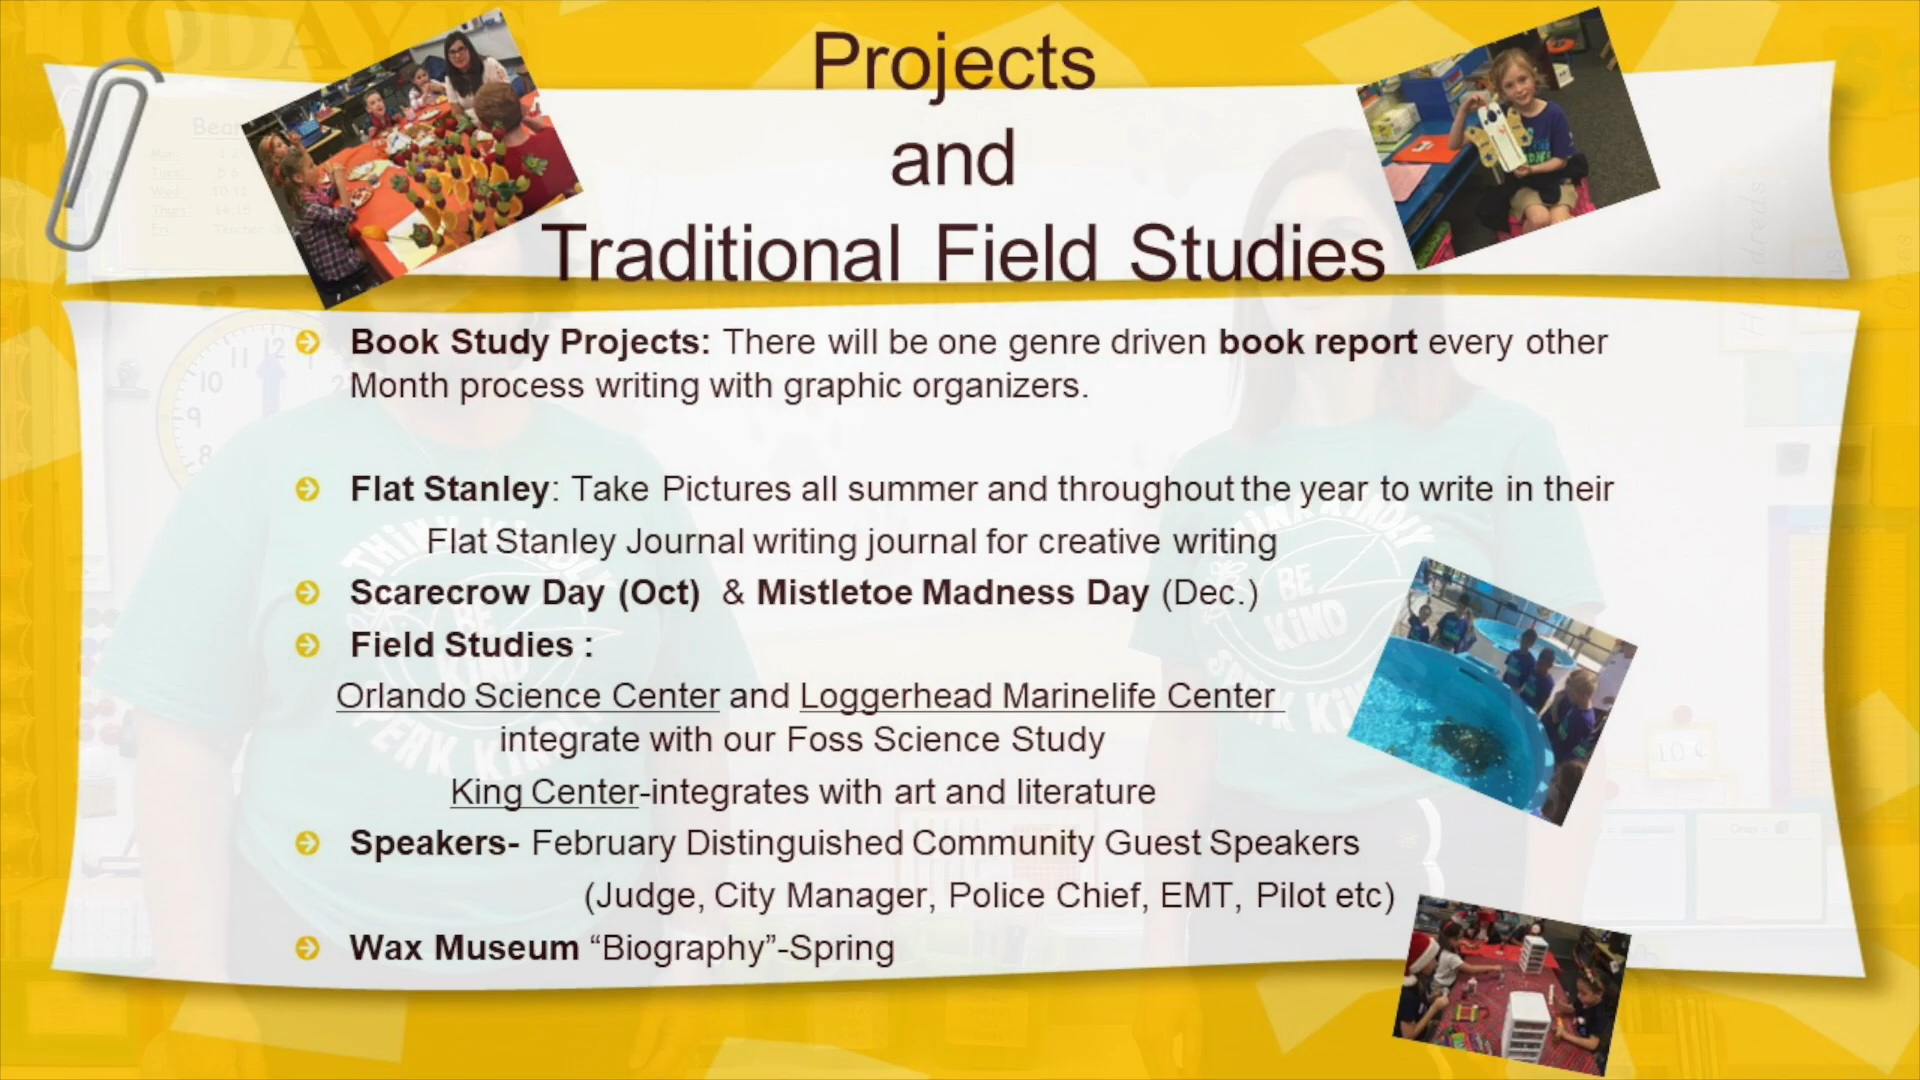 Projects
and
Traditional Field Studies
Book Study Projects: There will be one genre driven book report every other
Month process writing with graphic organizers.
Flat Stanley: Take Pictures all summer and throughout the year to write in their
Flat Stanley Journal writing journal for creative writing
Scarecrow Day (Oct) & Mistletoe Madness Day (Dec.)
Field Studies :
Orlando Science Center and Loggerhead Marinelife Center
integrate with our Foss Science Study
King Center-integrates with art and literature
Speakers- February Distinguished Community Guest Speakers
(Judge, City Manager, Police Chief, EMT, Pilot etc)
Wax Museum “Biography”-Spring